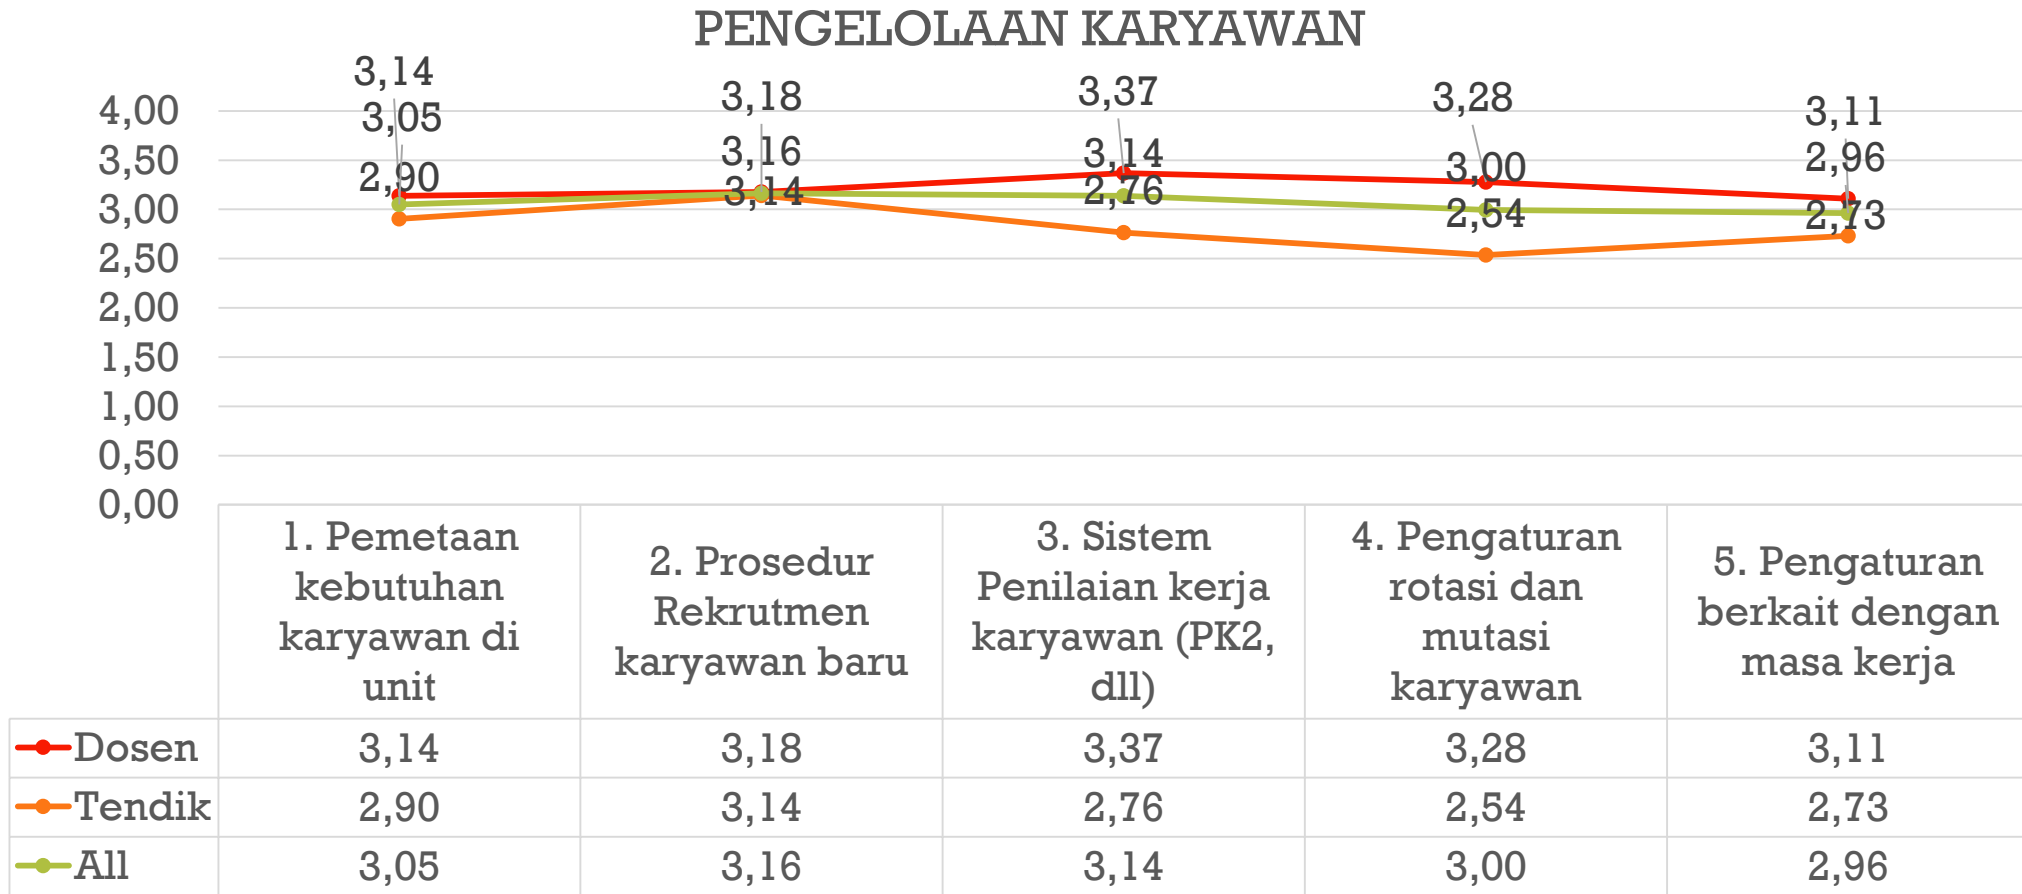 PENGELOLAAN KARYAWAN
3,14
3,05
2,90
3,18
3,16
3,14
3,37
3,14
2,76
3,28
3,00
2,54
3,11
2,96
2,73
4,00
3,50
3,00
2,50
2,00
1,50
1,00
0,50
0,00
1. Pemetaan
kebutuhan
karyawan di
unit
2. Prosedur
Rekrutmen
karyawan baru
3. Sistem
Penilaian kerja
karyawan (PK2,
dll)
4. Pengaturan
rotasi dan
mutasi
karyawan
5. Pengaturan
berkait dengan
masa kerja
Dosen 3,14 3,18 3,37 3,28 3,11
Tendik 2,90 3,14 2,76 2,54 2,73
All 3,05 3,16 3,14 3,00 2,96